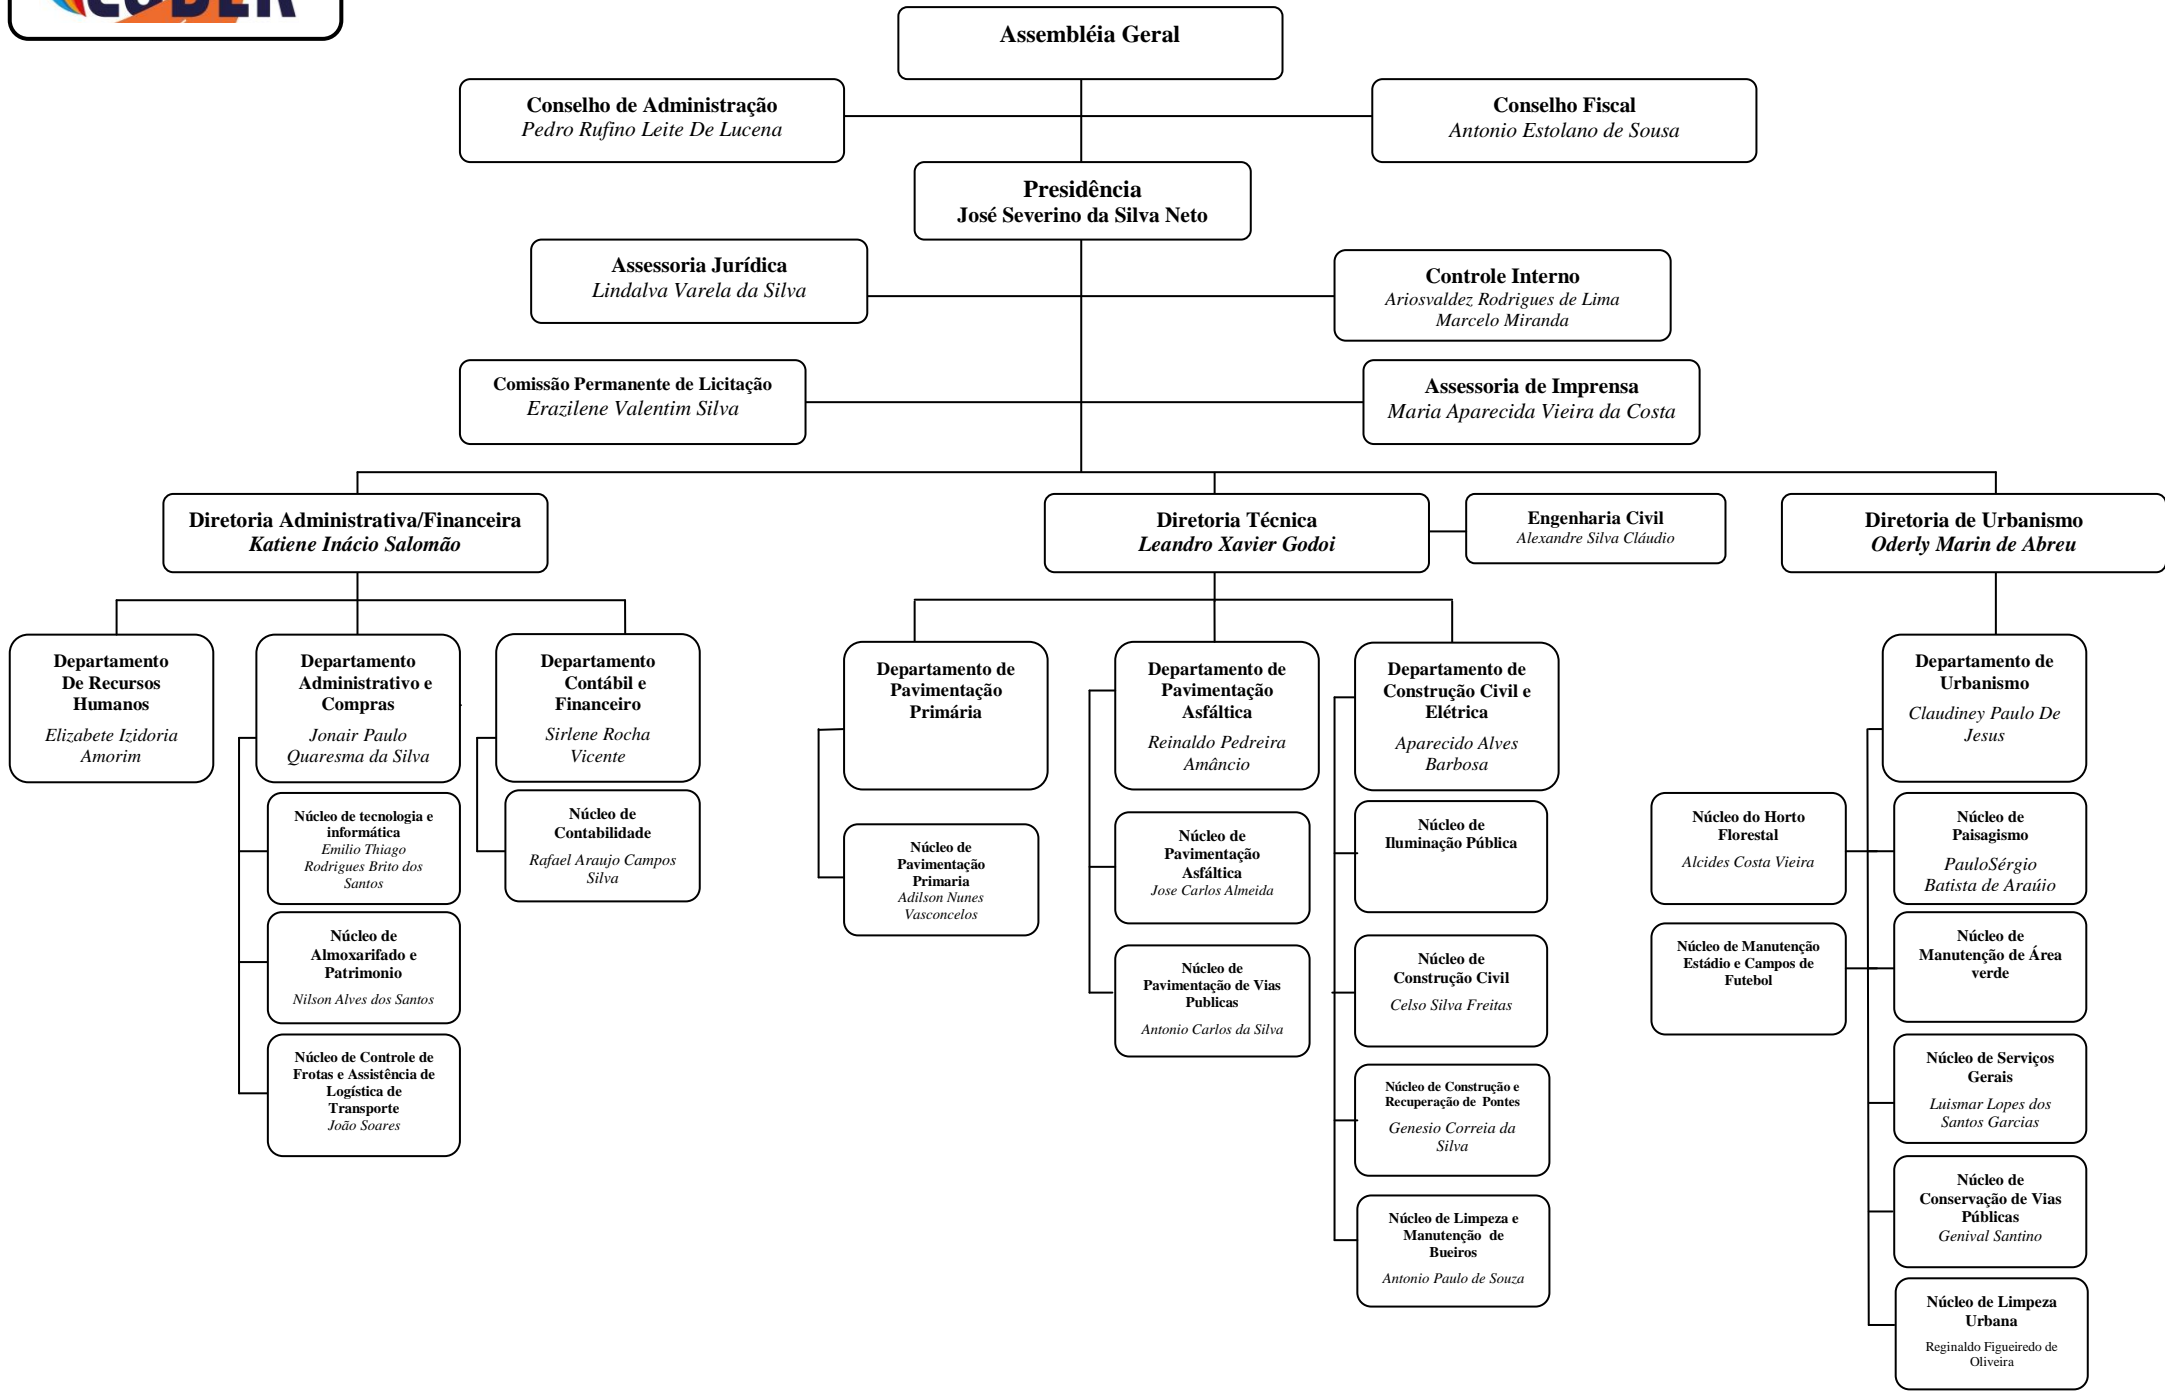 CODER
Assembléia Geral
Conselho de Administração
Pedro Rufino Leite De Lucena
Conselho Fiscal
Antonio Estolano de Sousa
Presidência
José Severino da Silva Neto
Assessoria Jurídica
Lindalva Varela da Silva
Controle Interno
Ariosvaldez Rodrigues de Lima
Marcelo Miranda
Comissão Permanente de Licitação
Erazilene Valentim Silva
Assessoria de Imprensa
Maria Aparecida Vieira da Costa
Diretoria Administrativa/Financeira
Katiene Inácio Salomão
Diretoria Técnica
Leandro Xavier Godoi
Engenharia Civil
Alexandre Silva Cláudio
Diretoria de Urbanismo
Oderly Marin de Abreu
Departamento
De Recursos
Humanos
Elizabete Izidoria
Amorim
Departamento
Administrativo e
Compras
Jonair Paulo
Quaresma da Silva
Departamento
Contábil e
Financeiro
Sirlene Rocha
Vicente
Departamento de
Pavimentação
Primária
Departamento de
Pavimentação
Asfáltica
Reinaldo Pedreira
Amâncio
Departamento de
Construção Civil e
Elétrica
Aparecido Alves
Barbosa
Departamento de
Urbanismo
Claudiney Paulo De
Jesus
Núcleo de tecnologia e
informática
Emilio Thiago
Rodrigues Brito dos
Santos
Núcleo de
Contabilidade
Rafael Araujo Campos
Silva
Núcleo de
Pavimentação
Primaria
Adilson Nunes
Vasconcelos
Núcleo de
Pavimentação
Asfáltica
Jose Carlos Almeida
Núcleo de
Iluminação Pública
Núcleo do Horto
Florestal
Alcides Costa Vieira
Núcleo de
Paisagismo
PauloSérgio
Batista de Araújo
Núcleo de
Almoxarifado e
Patrimonio
Nilson Alves dos Santos
Núcleo de
Pavimentação de Vias
Publicas
Antonio Carlos da Silva
Núcleo de
Construção Civil
Celso Silva Freitas
Núcleo de Manutenção
Estádio e Campos de
Futebol
Núcleo de
Manutenção de Área
verde
Núcleo de Controle de
Frotas e Assistência de
Logística de
Transporte
João Soares
Núcleo de Construção e
Recuperação de Pontes
Genesio Correia da
Silva
Núcleo de Serviços
Gerais
Luismar Lopes dos
Santos Garcias
Núcleo de Limpeza e
Manutenção de
Bueiros
Antonio Paulo de Souza
Núcleo de
Conservação de Vias
Públicas
Genival Santino
Núcleo de Limpeza
Urbana
Reginaldo Figueiredo de
Oliveira